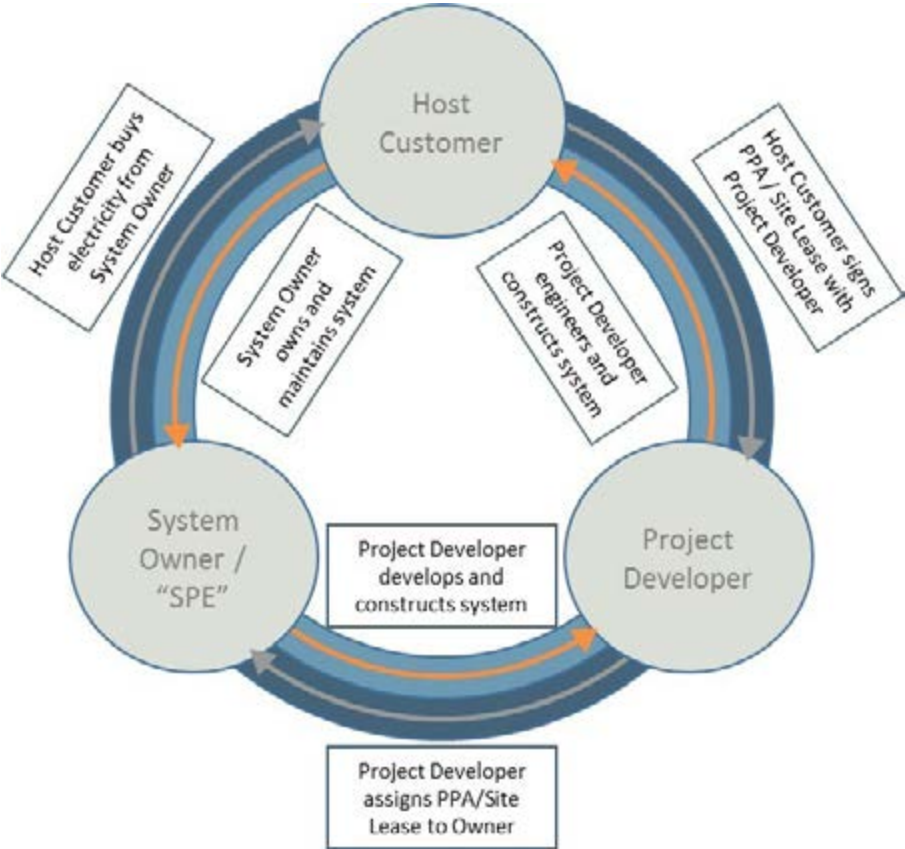 Host
Customer
Host Customer buys
electricity from
System Owner
Host Customer signs
PPA / Site Lease with
Project Developer
System Owner
owns and
maintains system
Project Developer
engineers and
constructs system
System
Owner /
“SPE”
Project Developer
develops and
constructs system
Project
Developer
Project Developer
assigns PPA/Site
Lease to Owner